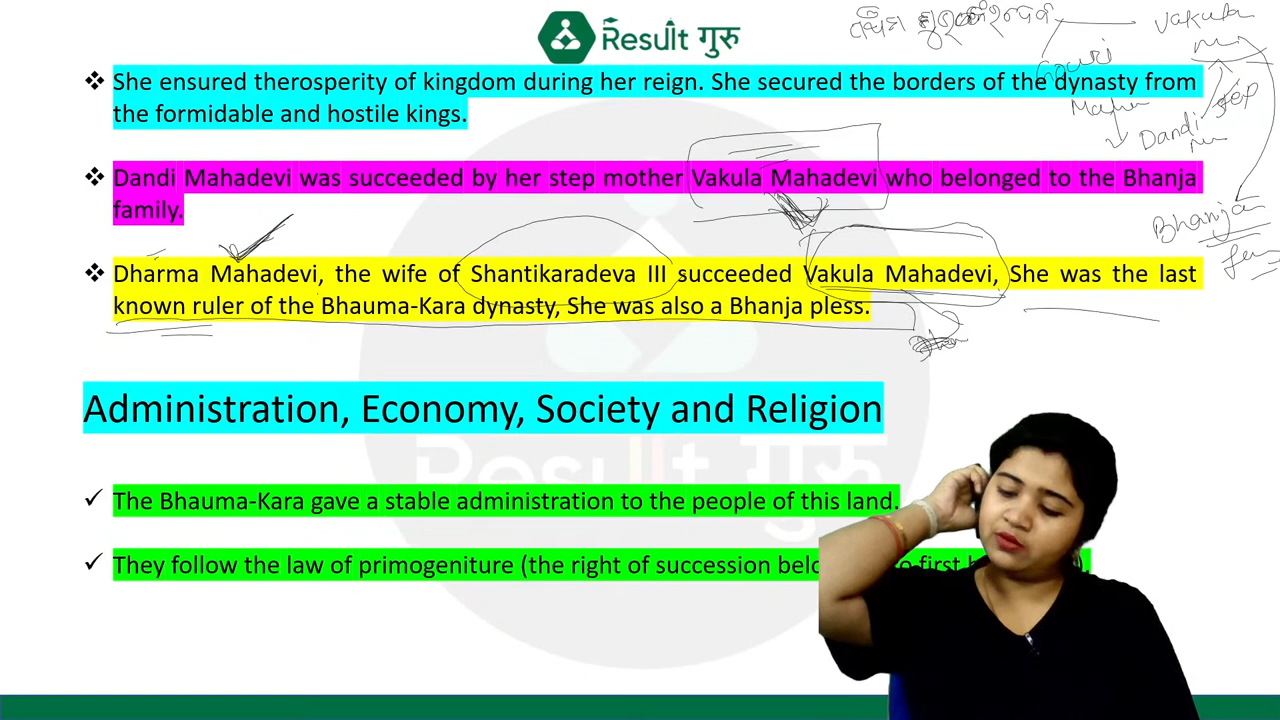 Result गुरु
She ensured therosperity of kingdom during her reign. She secured the borders of the dynasty from
the formidable and hostile kings.
Dandi Mahadevi was succeeded by her step mother Vakula Mahadevi who belonged to the Bhanja
family.
Dharma Mahadevi, the wife of Shantikaradeva III succeeded Vakula Mahadevi, She was the last
known ruler of the Bhauma-Kara dynasty, She was also a Bhanja pless.
Administration, Economy, Society and Religion
The Bhauma-Kara gave a stable administration to the people of this land.
They follow the law of primogeniture (the right of succession
Vakula
Gouri
Dandi
step
Bhanja